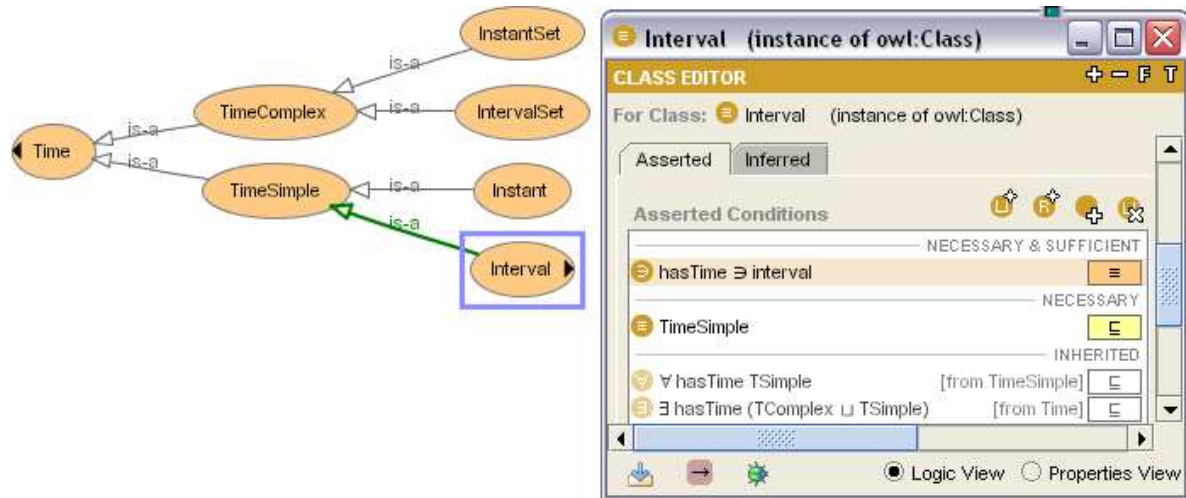 InstantSet
is-a
TimeComplex
is-a
IntervalSet
is-a
Time
is-a
TimeSimple
is-a
Instant
is-a
Interval
Interval (instance of owl:Class)
CLASS EDITOR
F T
For Class: Interval (instance of owl:Class)
Asserted Inferred
Asserted Conditions
NECESSARY & SUFFICIENT
hasTime ∋ interval ≡
NECESSARY
TimeSimple ⊑
INHERITED
∀ hasTime TSimple [from TimeSimple] ⊑
∃ hasTime (TComplex ⊔ TSimple) [from Time] ⊑
Logic View Properties View